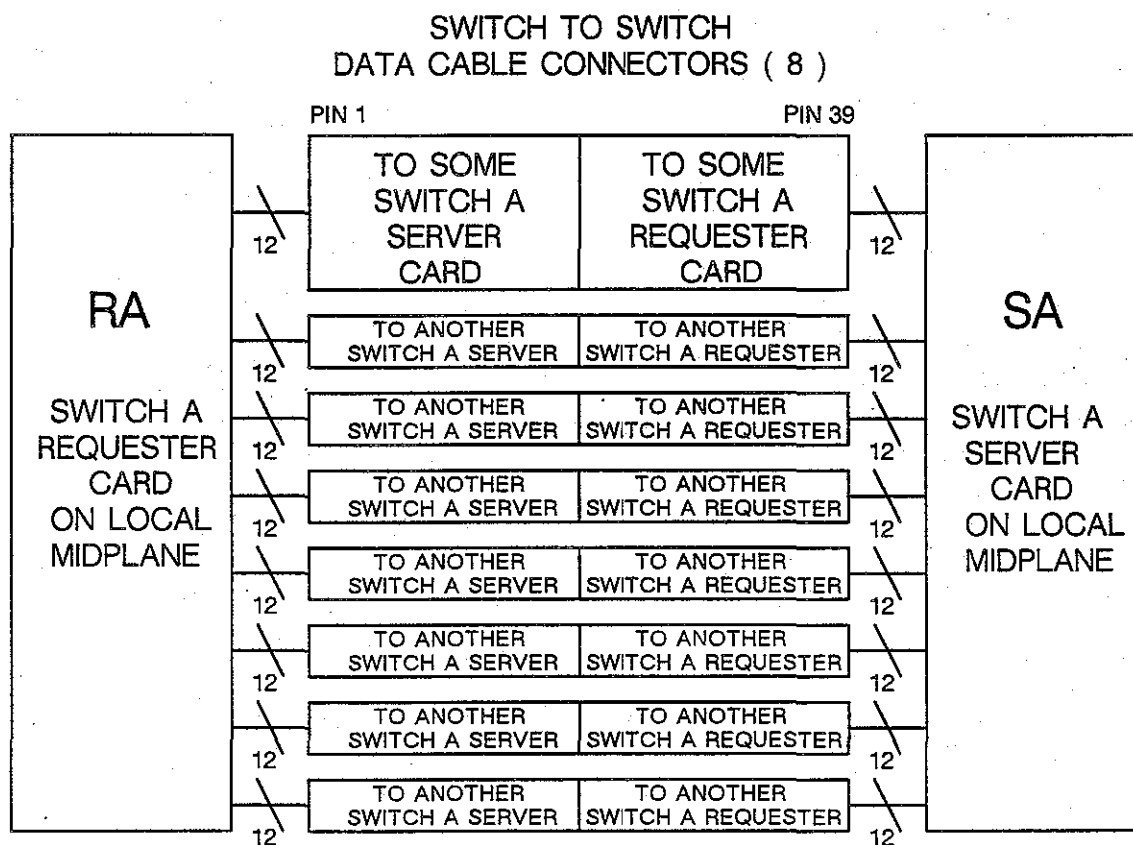 SWITCH TO SWITCH
DATA CABLE CONNECTORS ( 8 )
PIN 1
PIN 39
RA
SWITCH A
REQUESTER
CARD
ON LOCAL
MIDPLANE
12
TO SOME
SWITCH A
SERVER
CARD
TO SOME
SWITCH A
REQUESTER
CARD
12
12
TO ANOTHER
SWITCH A SERVER
TO ANOTHER
SWITCH A REQUESTER
12
12
TO ANOTHER
SWITCH A SERVER
TO ANOTHER
SWITCH A REQUESTER
12
12
TO ANOTHER
SWITCH A SERVER
TO ANOTHER
SWITCH A REQUESTER
12
12
TO ANOTHER
SWITCH A SERVER
TO ANOTHER
SWITCH A REQUESTER
12
12
TO ANOTHER
SWITCH A SERVER
TO ANOTHER
SWITCH A REQUESTER
12
12
TO ANOTHER
SWITCH A SERVER
TO ANOTHER
SWITCH A REQUESTER
12
12
TO ANOTHER
SWITCH A SERVER
TO ANOTHER
SWITCH A REQUESTER
12
SA
SWITCH A
SERVER
CARD
ON LOCAL
MIDPLANE